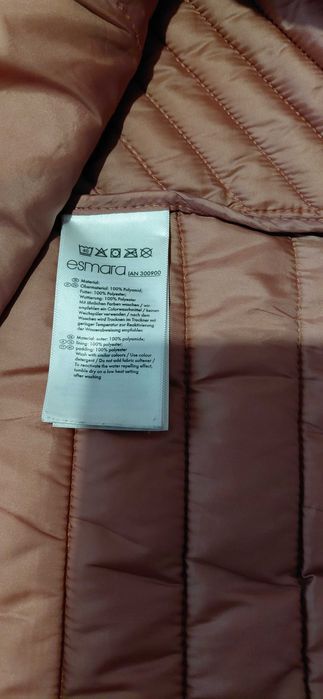 esmara IAN 300900
Material:
Obermaterial: 100% Polyamid;
Futter: 100% Polyester;
Wattierung: 100% Polyester
Mit ähnlichen Farben waschen / wir
empfehlen ein Colorwaschmittel / keinen
Weichspüler verwenden / nach dem
Waschen wird Trocknen im Trockner mit
geringer Temperatur zur Reaktivierung
der Wasserabweisung empfohlen.
Material: outer: 100% polyamide;
lining: 100% polyester;
padding: 100% polyester
Wash with similar colours / Use colour
detergent / Do not add fabric softener /
To reactivate the water repelling effect,
tumble dry on a low heat setting
after washing